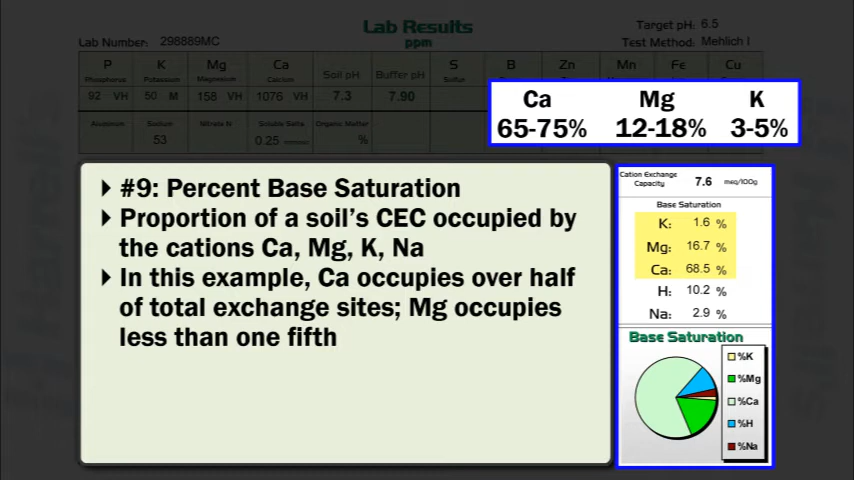 Lab Results
ppm
Target pH: 6.5
Lab Number: 298889MC
Test Method: Mehlich I
P K Mg Ca Soil pH Buffer pH S B Zn Mn Fe Cu
Phosphorus Potassium Magnesium Calcium Sulfur
92 VH 50 M 158 VH 1076 VH 7.3 7.90
Aluminum Sodium Nitrate N Soluble Salts Organic Matter
53 0.25 %
Ca Mg K
65-75% 12-18% 3-5%
#9: Percent Base Saturation
Proportion of a soil's CEC occupied by
the cations Ca, Mg, K, Na
In this example, Ca occupies over half
of total exchange sites; Mg occupies
less than one fifth
Cation Exchange
Capacity 7.6 meq/100g
Base Saturation
K: 1.6 %
Mg: 16.7 %
Ca: 68.5 %
H: 10.2 %
Na: 2.9 %
Base Saturation
%K
%Mg
%Ca
%H
%Na